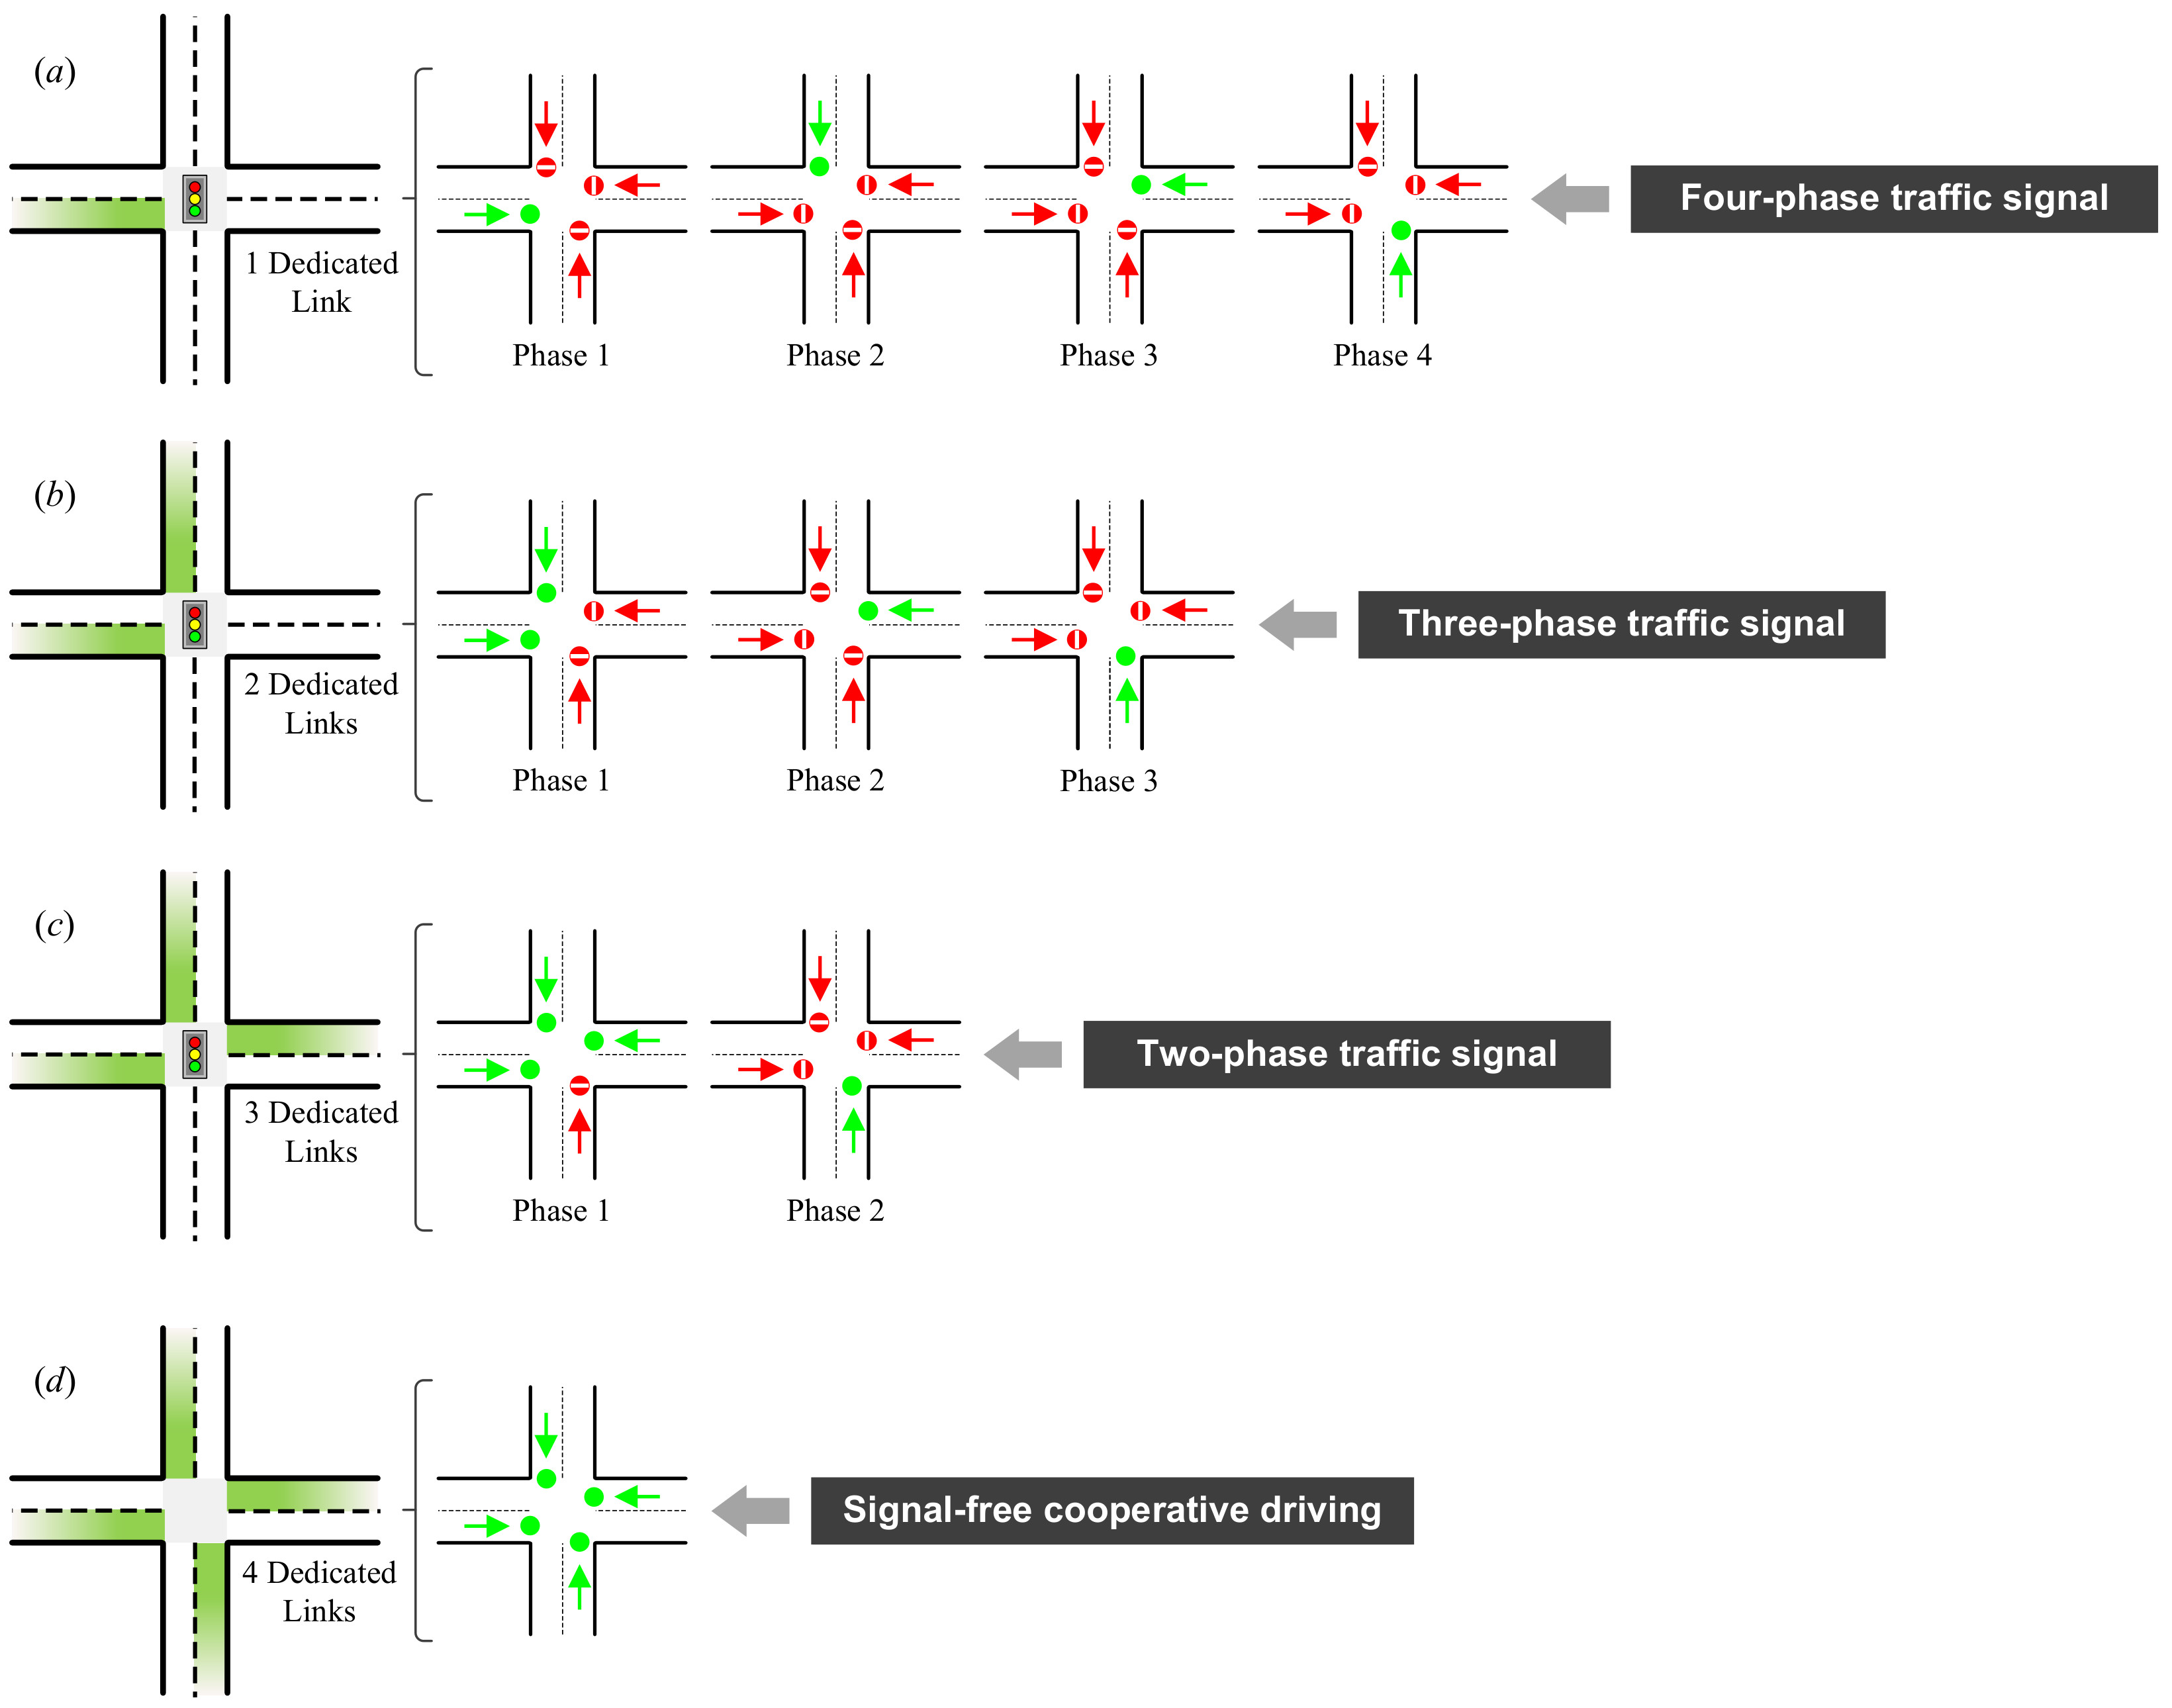 (a)
1 Dedicated
Link
Phase 1
Phase 2
Phase 3
Phase 4
Four-phase traffic signal
(b)
2 Dedicated
Links
Phase 1
Phase 2
Phase 3
Three-phase traffic signal
(c)
3 Dedicated
Links
Phase 1
Phase 2
Two-phase traffic signal
(d)
4 Dedicated
Links
Signal-free cooperative driving